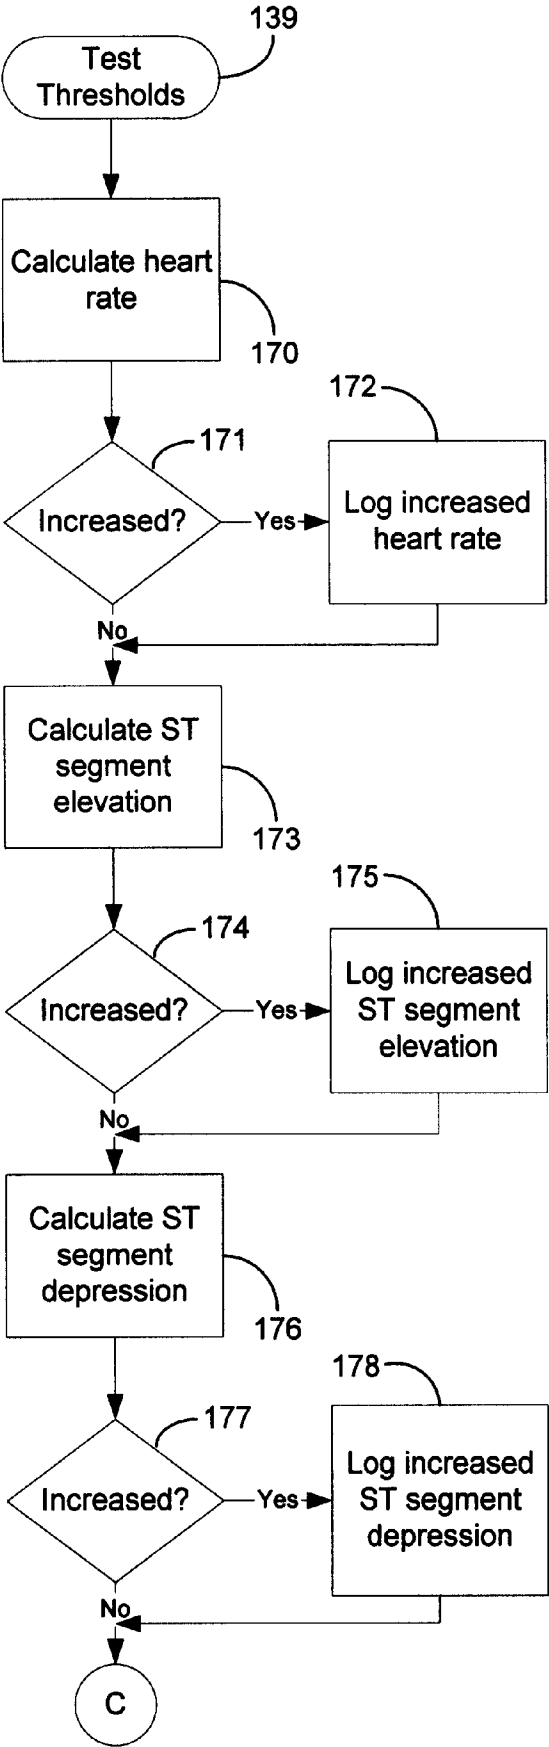 139
Test
Thresholds
Calculate heart
rate
170
172
171
Increased?
Yes
Log increased
heart rate
No
Calculate ST
segment
elevation
173
175
174
Increased?
Yes
Log increased
ST segment
elevation
No
Calculate ST
segment
depression
176
178
177
Increased?
Yes
Log increased
ST segment
depression
No
C